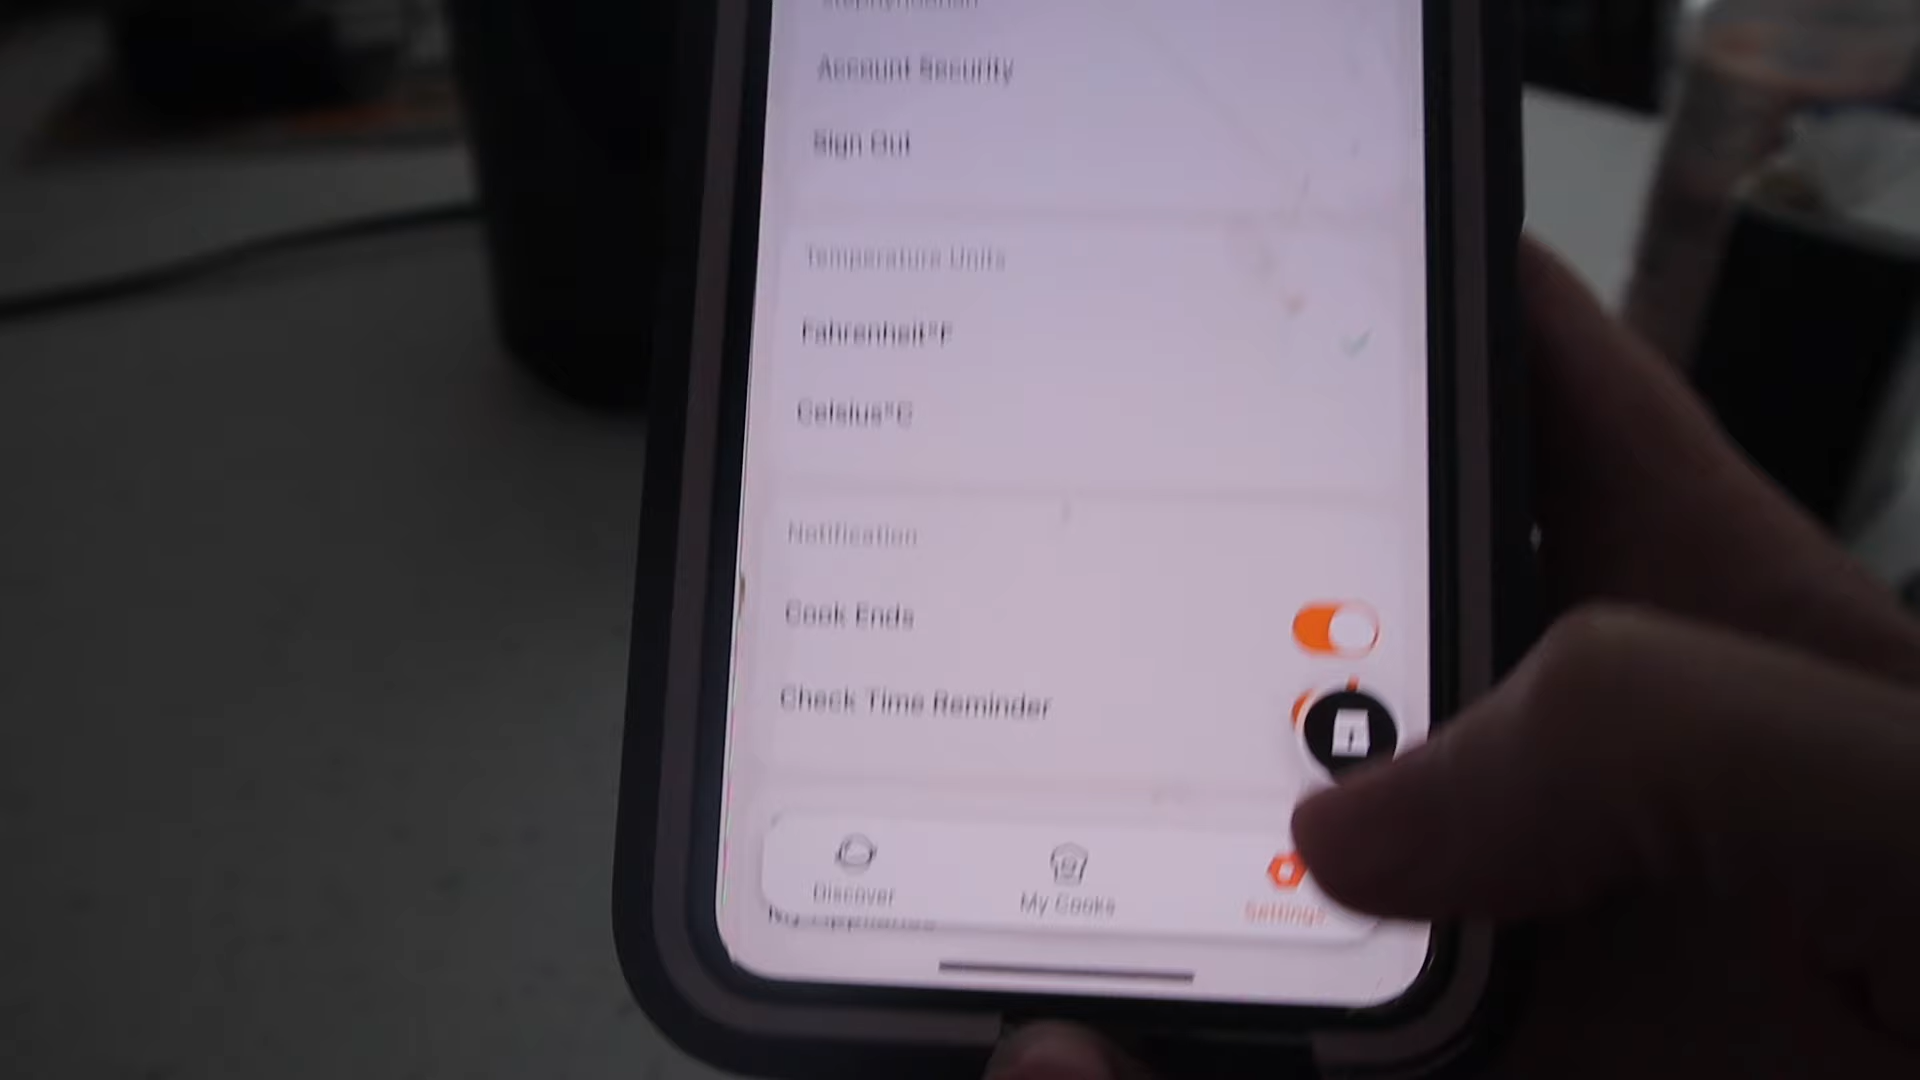 Account Security
Sign Out
Temperature Units
Fahrenheit°F
Celsius°C
Notification
Cook Ends
Check Time Reminder
Discover
My Cooks
Settings